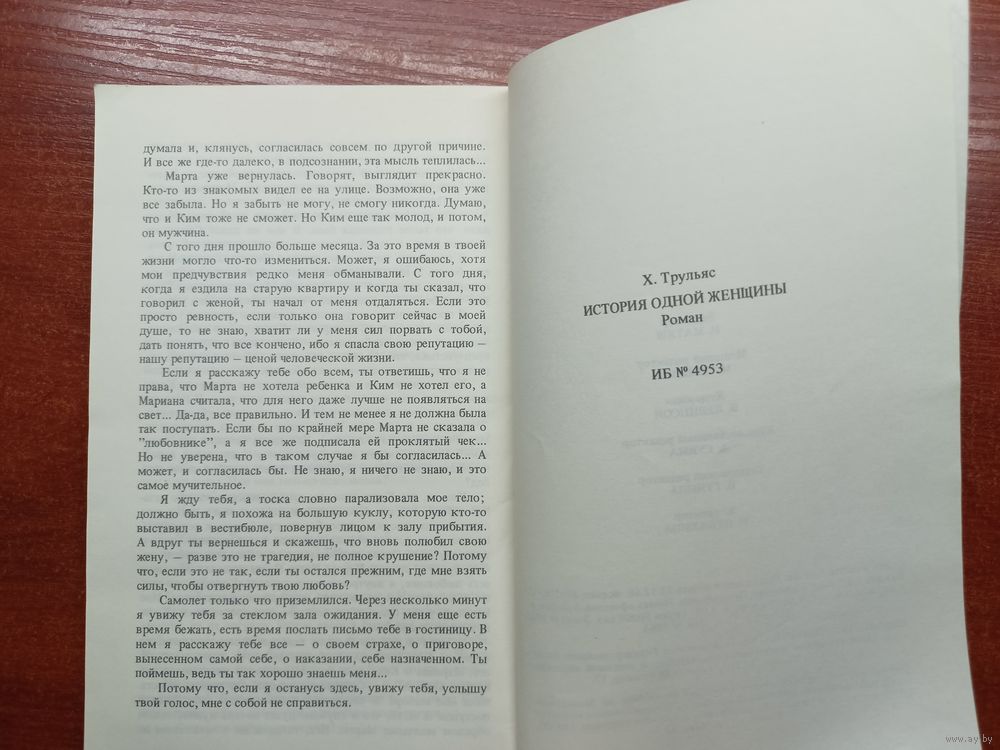 думала и, клянусь, согласилась совсем по другой причине.
И все же где-то далеко, в подсознании, эта мысль теплилась...
Марта уже вернулась. Говорят, выглядит прекрасно.
Кто-то из знакомых видел ее на улице. Возможно, она уже
все забыла. Но я забыть не могу, не смогу никогда. Думаю,
что и Ким тоже не сможет. Но Ким еще так молод, и потом,
он мужчина.
С того дня прошло больше месяца. За это время в твоей
жизни могло что-то измениться. Может, я ошибаюсь, хотя
мои предчувствия редко меня обманывали. С того дня,
когда я ездила на старую квартиру и когда ты сказал, что
говорил с женой, ты начал от меня отдаляться. Если это
просто ревность, если только она говорит сейчас в моей
душе, то не знаю, хватит ли у меня сил порвать с тобой,
дать понять, что все кончено, ибо я спасла свою репутацию –
нашу репутацию – ценой человеческой жизни.
Если я расскажу тебе обо всем, ты ответишь, что я не
права, что Марта не хотела ребенка и Ким не хотел его, а
Мариана считала, что для него даже лучше не появляться на
свет... Да-да, все правильно. И тем не менее я не должна была
так поступать. Если бы по крайней мере Марта не сказала о
"любовнике", а я все же подписала ей проклятый чек...
Но не уверена, что в таком случае я бы согласилась... А
может, и согласилась бы. Не знаю, я ничего не знаю, и это
самое мучительное.
Я жду тебя, а тоска словно парализовала мое тело;
должно быть, я похожа на большую куклу, которую кто-то
выставил в вестибюле, повернув лицом к залу прибытия.
А вдруг ты вернешься и скажешь, что вновь полюбил свою
жену, – разве это не трагедия, не полное крушение? Потому
что, если это не так, если ты остался прежним, где мне взять
силы, чтобы отвергнуть твою любовь?
Самолет только что приземлился. Через несколько минут
я увижу тебя за стеклом зала ожидания. У меня еще есть
время бежать, есть время послать письмо тебе в гостиницу. В
нем я расскажу тебе все – о своем страхе, о приговоре,
вынесенном самой себе, о наказании, себе назначенном. Ты
поймешь, ведь ты так хорошо знаешь меня...
Потому что, если я останусь здесь, увижу тебя, услышу
твой голос, мне с собой не справиться.
Х. Трульяс
ИСТОРИЯ ОДНОЙ ЖЕНЩИНЫ
Роман
ИБ № 4953
www.ay.by